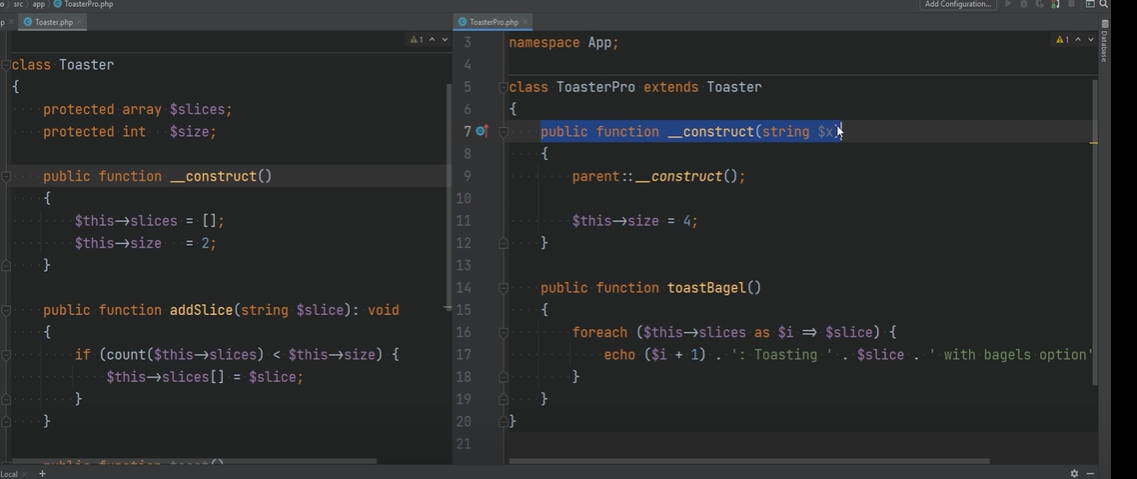 src
app
ToasterPro.php
Add Configuration...
Toaster.php
ToasterPro.php
1
1
Database
class Toaster
{
protected array $slices;
protected int $size;
public function __construct()
{
$this->slices = [];
$this->size = 2;
}
public function addSlice(string $slice): void
{
if (count($this->slices) < $this->size) {
$this->slices[] = $slice;
}
}
3 namespace App;
4
5 class ToasterPro extends Toaster
6 {
7 public function __construct(string $x)
8 {
9 parent::__construct();
10
11 $this->size = 4;
12 }
13
14 public function toastBagel()
15 {
16 foreach ($this->slices as $i => $slice) {
17 echo ($i + 1) . ': Toasting ' . $slice . ' with bagels option'
18 }
19 }
20 }
21
Local +